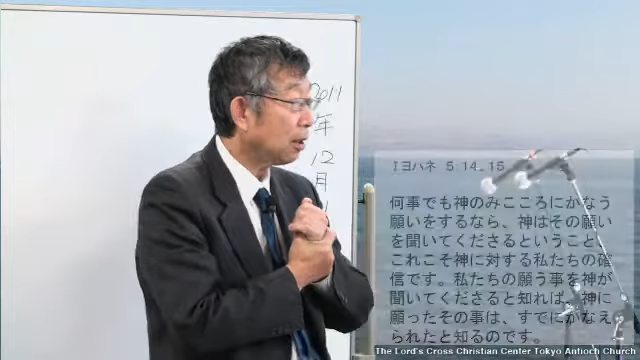 2011
年
12
月
Iヨハネ 5:14_15
何事でも神のみこころにかなう
願いをするなら、神はその願い
を聞いてくださるということ、
これこそ神に対する私たちの確
信です。私たちの願う事を神が
聞いてくださると知れば、神に
願ったその事は、すでにかなえ
られたと知るのです。
The Lord's Cross Christian Center Tokyo Antioch Church